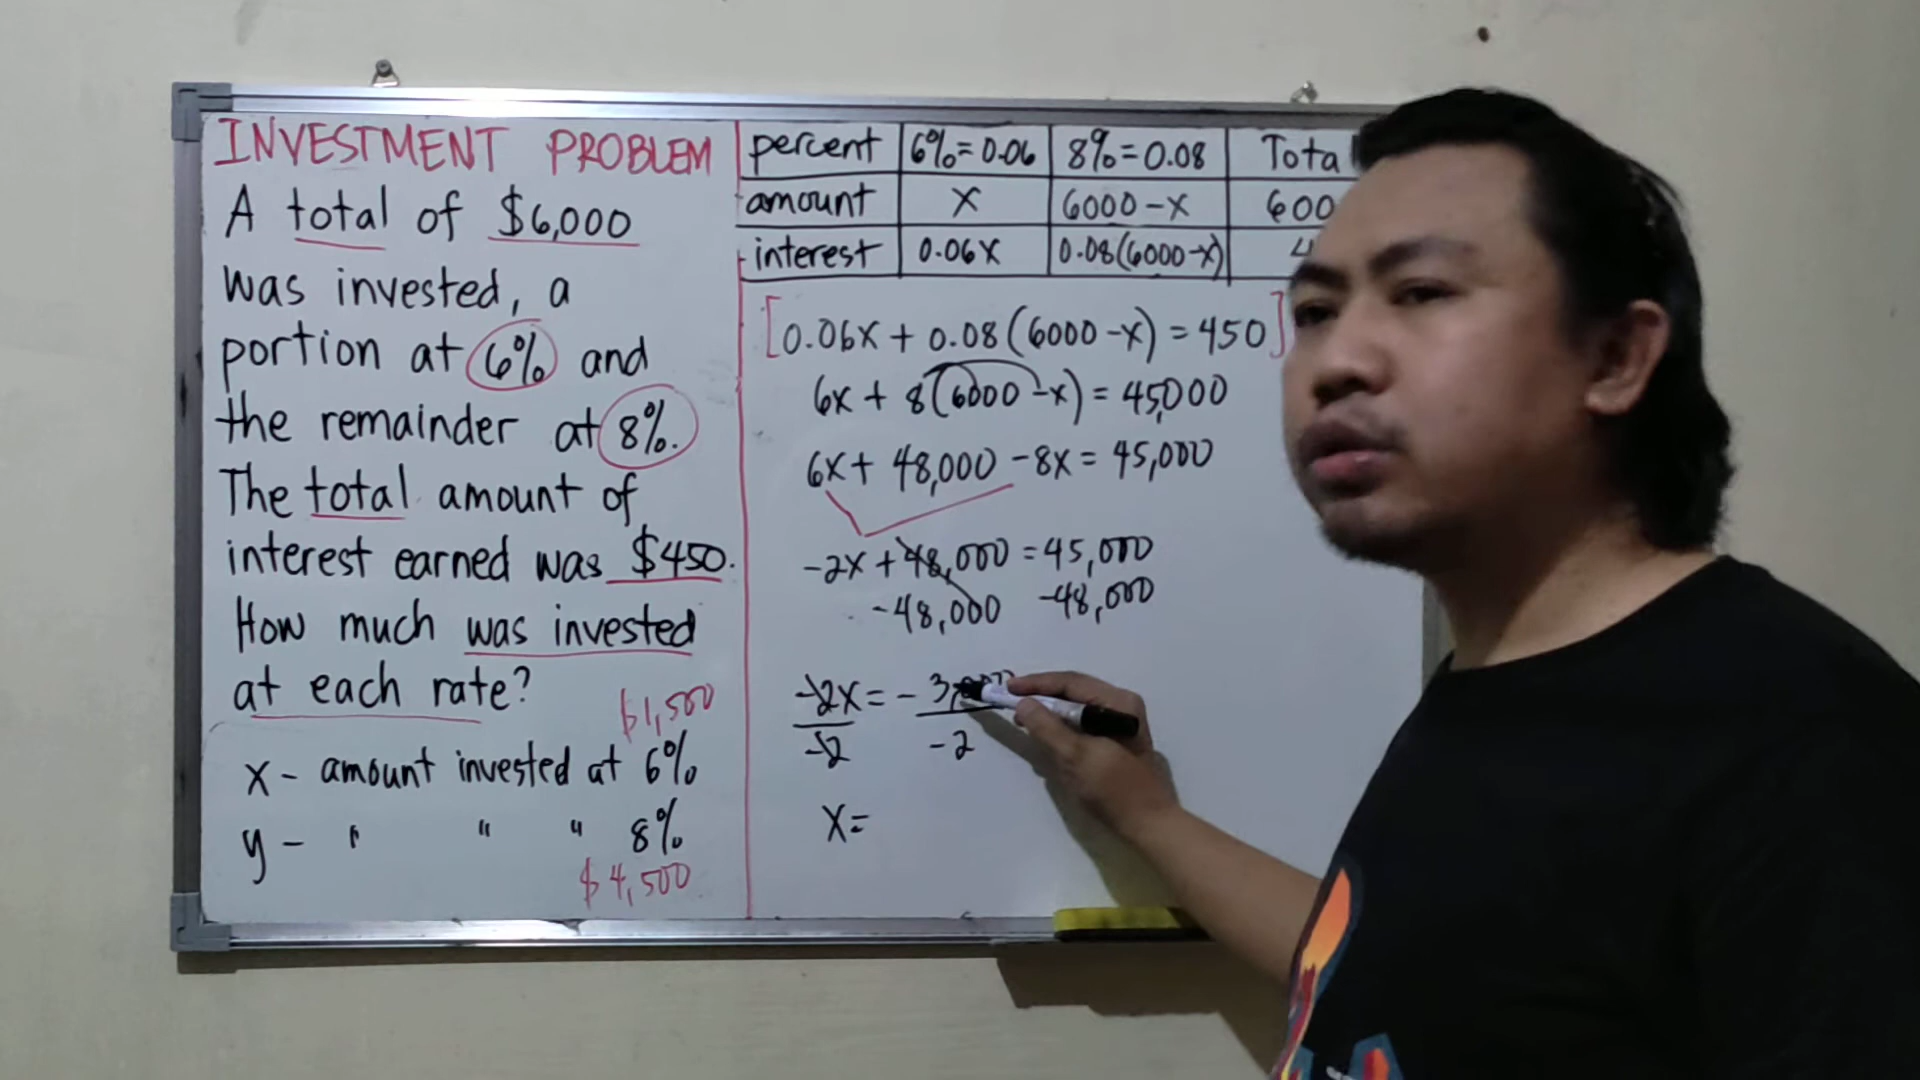 INVESTMENT PROBLEM
A total of $6,000
was invested, a
portion at 6% and
the remainder at 8%.
The total amount of
interest earned was $450.
How much was invested
at each rate?
$1,500
x - amount invested at 6%
y - " " " 8%
$4,500
percent 6%=0.06 8%=0.08 Tota
amount x 6000-x 600
interest 0.06x 0.08(6000-x) 4
[0.06x + 0.08(6000-x) = 450]
6x + 8(6000-x) = 45,000
6x + 48,000 - 8x = 45,000
-2x + 48,000 = 45,000
-48,000 -48,000
-2x = - 3,000
-2 -2
x=